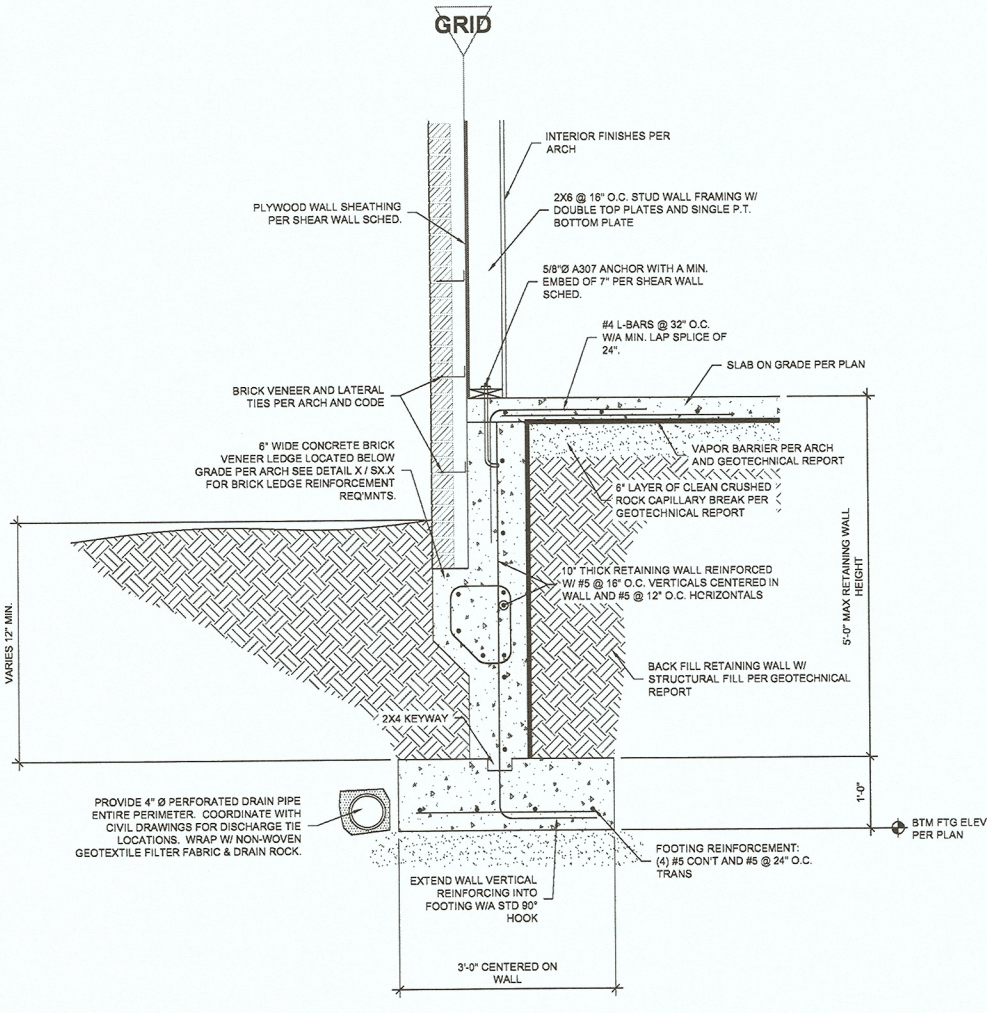 GRID
INTERIOR FINISHES PER
ARCH
PLYWOOD WALL SHEATHING
PER SHEAR WALL SCHED.
2X6 @ 16" O.C. STUD WALL FRAMING W/
DOUBLE TOP PLATES AND SINGLE P.T.
BOTTOM PLATE
5/8"Ø A307 ANCHOR WITH A MIN.
EMBED OF 7" PER SHEAR WALL
SCHED.
#4 L-BARS @ 32" O.C.
W/A MIN. LAP SPLICE OF
24".
SLAB ON GRADE PER PLAN
BRICK VENEER AND LATERAL
TIES PER ARCH AND CODE
6" WIDE CONCRETE BRICK
VENEER LEDGE LOCATED BELOW
GRADE PER ARCH SEE DETAIL X / SX.X
FOR BRICK LEDGE REINFORCEMENT
REQ'MNTS.
VAPOR BARRIER PER ARCH
AND GEOTECHNICAL REPORT
6" LAYER OF CLEAN CRUSHED
ROCK CAPILLARY BREAK PER
GEOTECHNICAL REPORT
10" THICK RETAINING WALL REINFORCED
W/ #5 @ 16" O.C. VERTICALS CENTERED IN
WALL AND #5 @ 12" O.C. HCRIZONTALS
5'-0" MAX RETAINING WALL
HEIGHT
VARIES 12" MIN.
BACK FILL RETAINING WALL W/
STRUCTURAL FILL PER GEOTECHNICAL
REPORT
2X4 KEYWAY
1'-0"
PROVIDE 4" Ø PERFORATED DRAIN PIPE
ENTIRE PERIMETER. COORDINATE WITH
CIVIL DRAWINGS FOR DISCHARGE TIE
LOCATIONS. WRAP W/ NON-WOVEN
GEOTEXTILE FILTER FABRIC & DRAIN ROCK.
BTM FTG ELEV
PER PLAN
FOOTING REINFORCEMENT:
(4) #5 CON'T AND #5 @ 24" O.C.
TRANS
EXTEND WALL VERTICAL
REINFORCING INTO
FOOTING W/A STD 90°
HOOK
3'-0" CENTERED ON
WALL